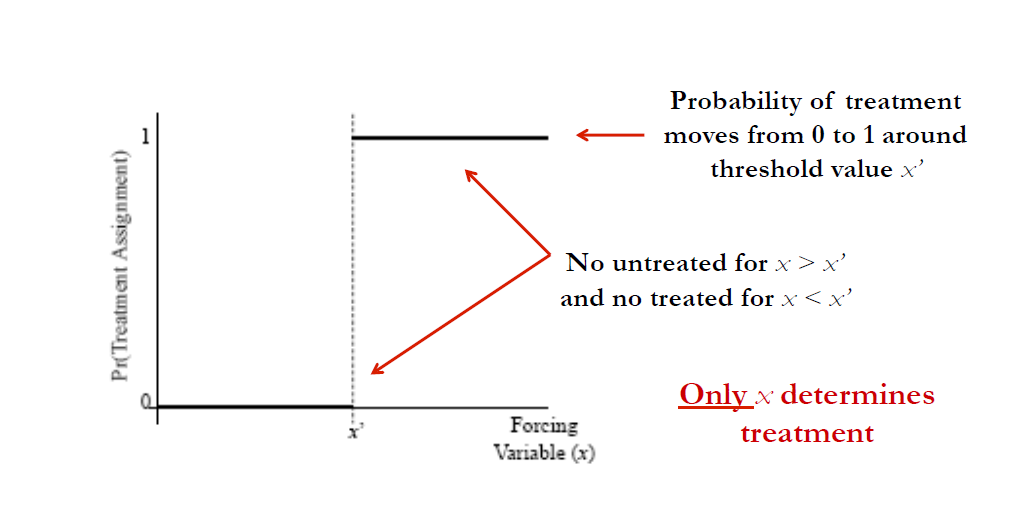 Probability of treatment
moves from 0 to 1 around
threshold value x’
1
Pr(Treatment Assignment)
No untreated for x > x’
and no treated for x < x’
0
x’
Forcing
Variable (x)
Only x determines
treatment